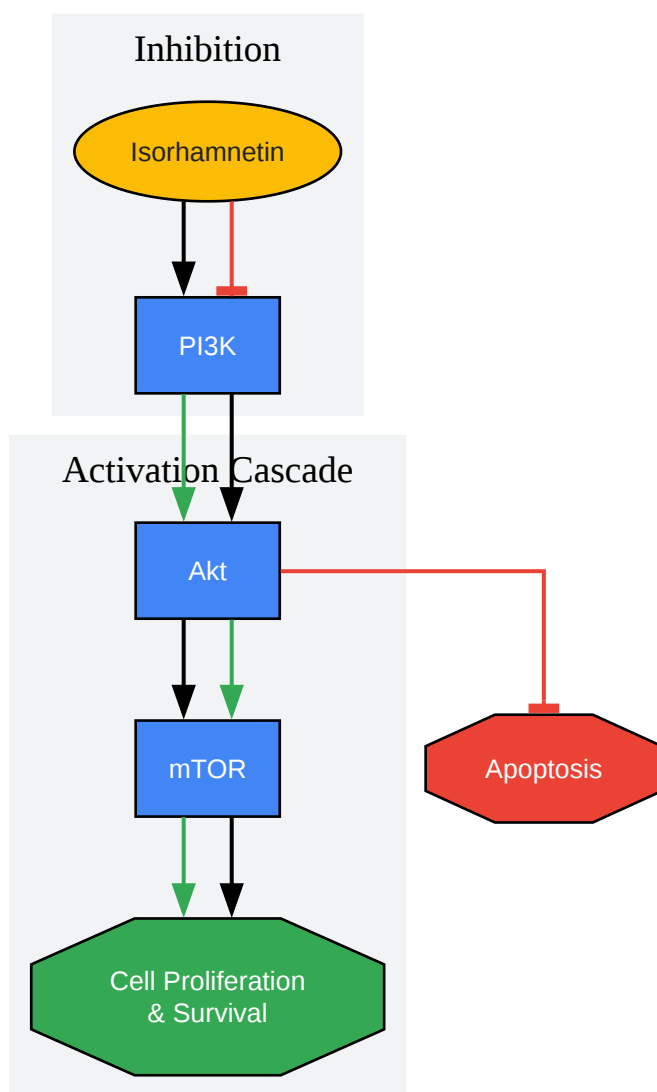 Inhibition
Isorhamnetin
PI3K
Activation Cascade
Akt
mTOR
Apoptosis
Cell Proliferation
& Survival